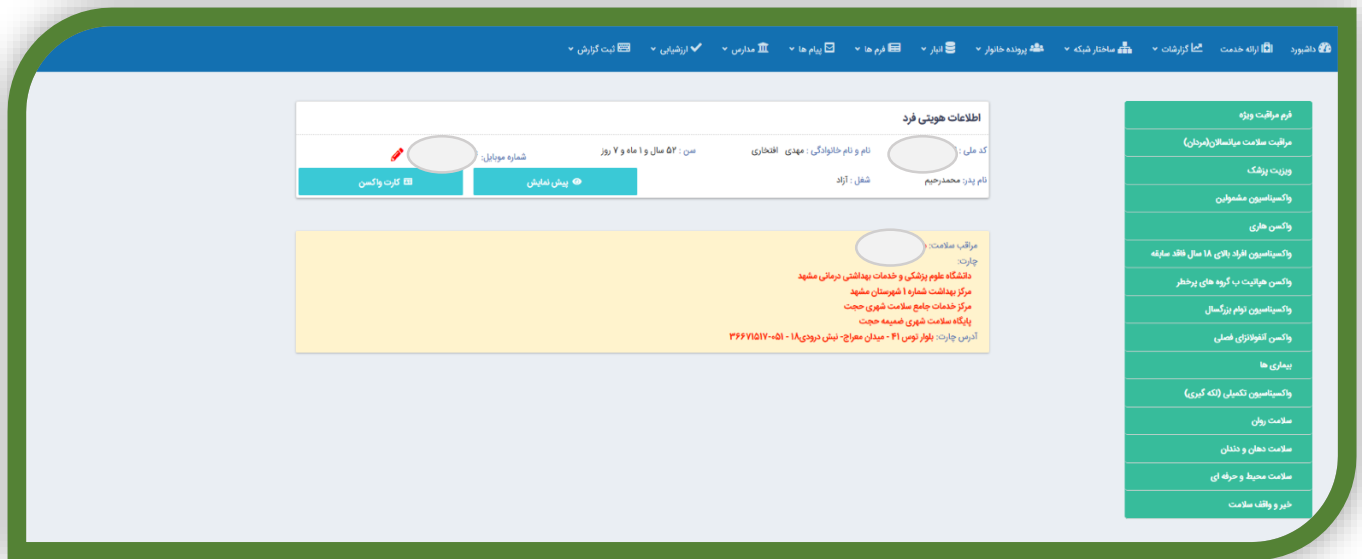 داشبورد ارائه خدمت گزارشات ساختار شبکه پرونده خانوار انبار فرم ها پیام ها مدارس ارزشیابی ثبت گزارش
فرم مراقبت ویژه
مراقبت سلامت میانسالان(مردان)
ویزیت پزشک
واکسیناسیون مشمولین
واکسن هاری
واکسیناسیون افراد بالای ۱۸ سال فاقد سابقه
واکسن هپاتیت ب گروه های پرخطر
واکسیناسیون توام بزرگسال
واکسن آنفولانزای فصلی
بیماری ها
واکسیناسیون تکمیلی (لکه گیری)
سلامت روان
سلامت دهان و دندان
سلامت محیط و حرفه ای
خیر و واقف سلامت
اطلاعات هویتی فرد
کد ملی : نام و نام خانوادگی : مهدی افتخاری سن : ۵۲ سال و ۱ ماه و ۷ روز شماره موبایل:
نام پدر: محمدرحیم شغل : آزاد پیش نمایش کارت واکسن
مراقب سلامت:
چارت:
دانشگاه علوم پزشکی و خدمات بهداشتی درمانی مشهد
مرکز بهداشت شماره ۱ شهرستان مشهد
مرکز خدمات جامع سلامت شهری حجت
پایگاه سلامت شهری ضمیمه حجت
آدرس چارت: بلوار توس ۴۱ - میدان معراج- نبش درودی۱۸ - ۰۵۱-۳۶۶۷۱۵۱۷